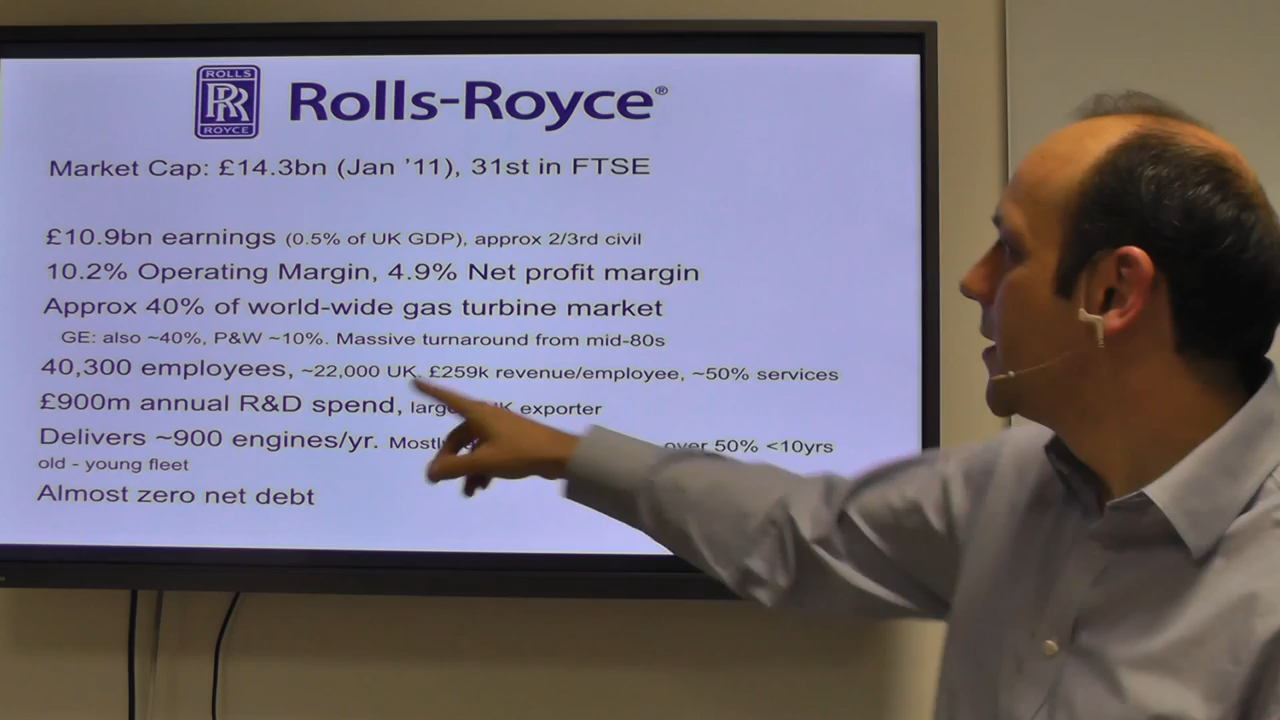 ROLLS
RR
ROYCE
Rolls-Royce®
Market Cap: £14.3bn (Jan '11), 31st in FTSE
£10.9bn earnings (0.5% of UK GDP), approx 2/3rd civil
10.2% Operating Margin, 4.9% Net profit margin
Approx 40% of world-wide gas turbine market
GE: also ~40%, P&W ~10%. Massive turnaround from mid-80s
40,300 employees, ~22,000 UK, £259k revenue/employee, ~50% services
£900m annual R&D spend, UK exporter
Delivers ~900 engines/yr. over 50% <10yrs
old - young fleet
Almost zero net debt